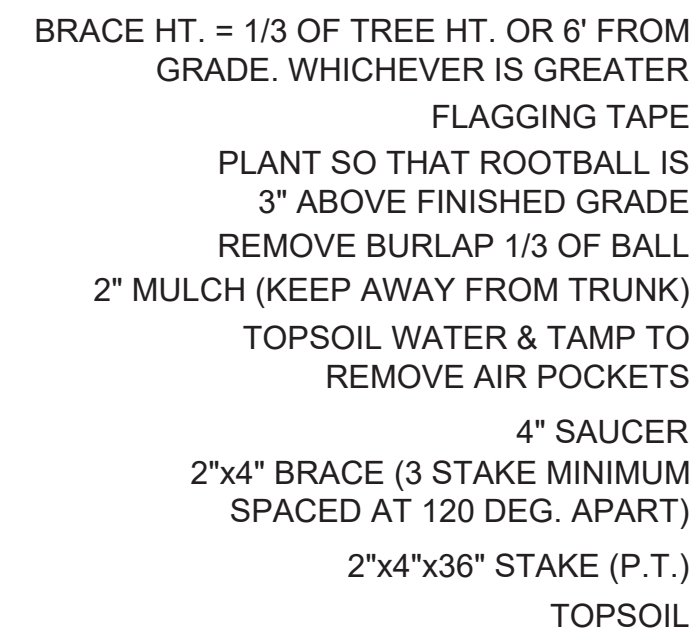 BRACE HT. = 1/3 OF TREE HT. OR 6' FROM
GRADE. WHICHEVER IS GREATER
FLAGGING TAPE
PLANT SO THAT ROOTBALL IS
3" ABOVE FINISHED GRADE
REMOVE BURLAP 1/3 OF BALL
2" MULCH (KEEP AWAY FROM TRUNK)
TOPSOIL WATER & TAMP TO
REMOVE AIR POCKETS
4" SAUCER
2"x4" BRACE (3 STAKE MINIMUM
SPACED AT 120 DEG. APART)
2"x4"x36" STAKE (P.T.)
TOPSOIL